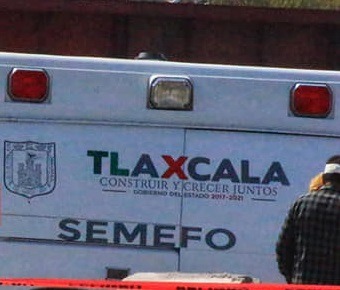 TLAXCALA
CONSTRUIR Y CRECER JUNTOS
GOBIERNO DEL ESTADO 2017-2021
SEMEFO